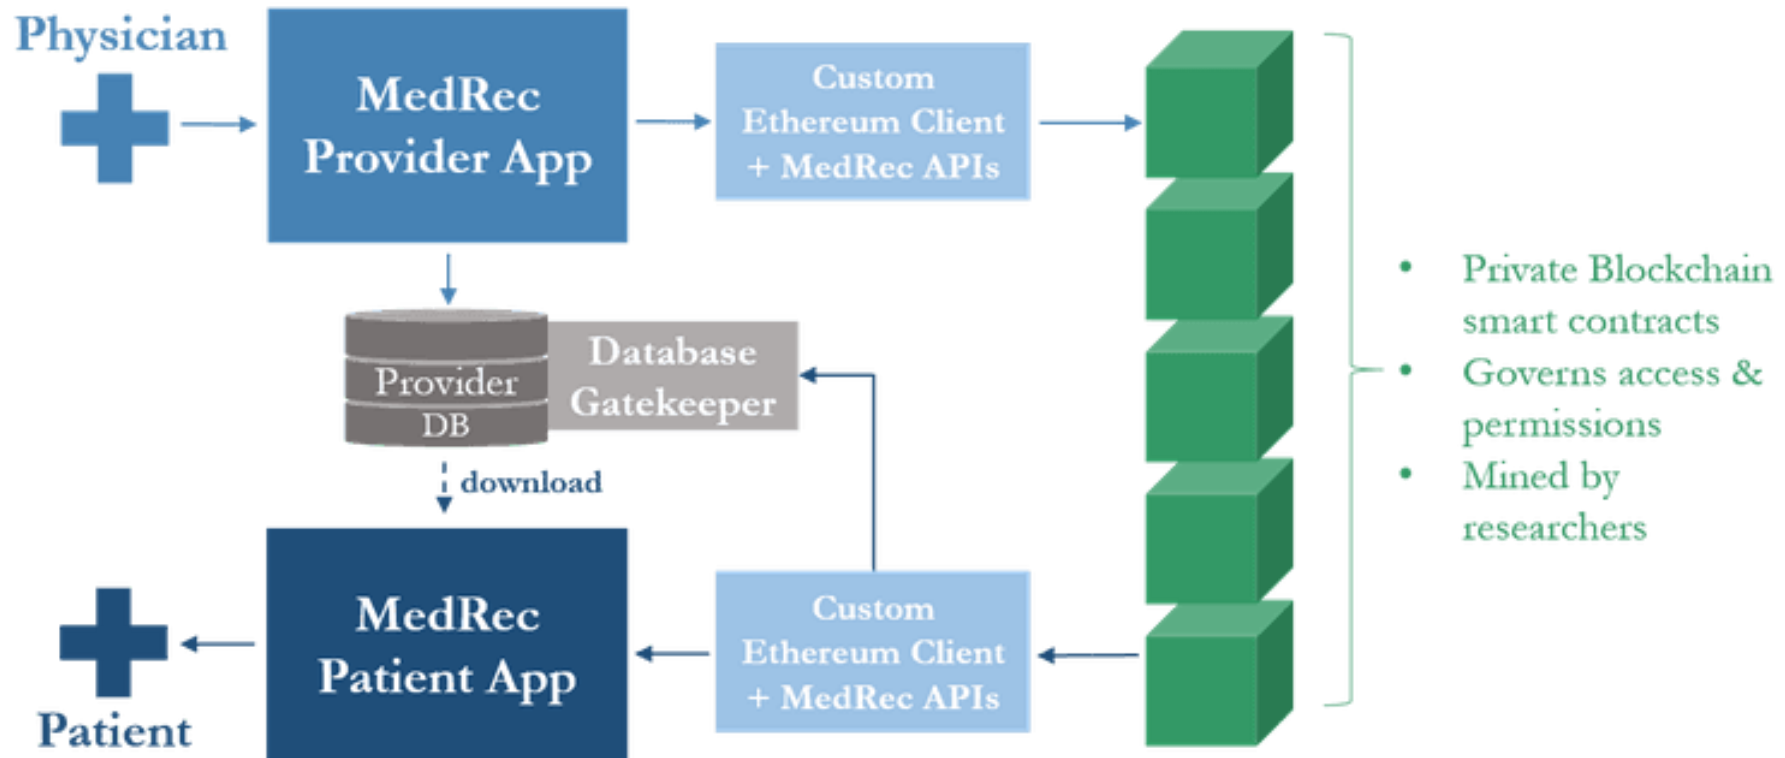 Physician
MedRec
Provider App
Custom
Ethereum Client
+ MedRec APIs
Provider
DB
Database
Gatekeeper
download
MedRec
Patient App
Patient
Custom
Ethereum Client
+ MedRec APIs
• Private Blockchain
smart contracts
• Governs access &
permissions
• Mined by
researchers